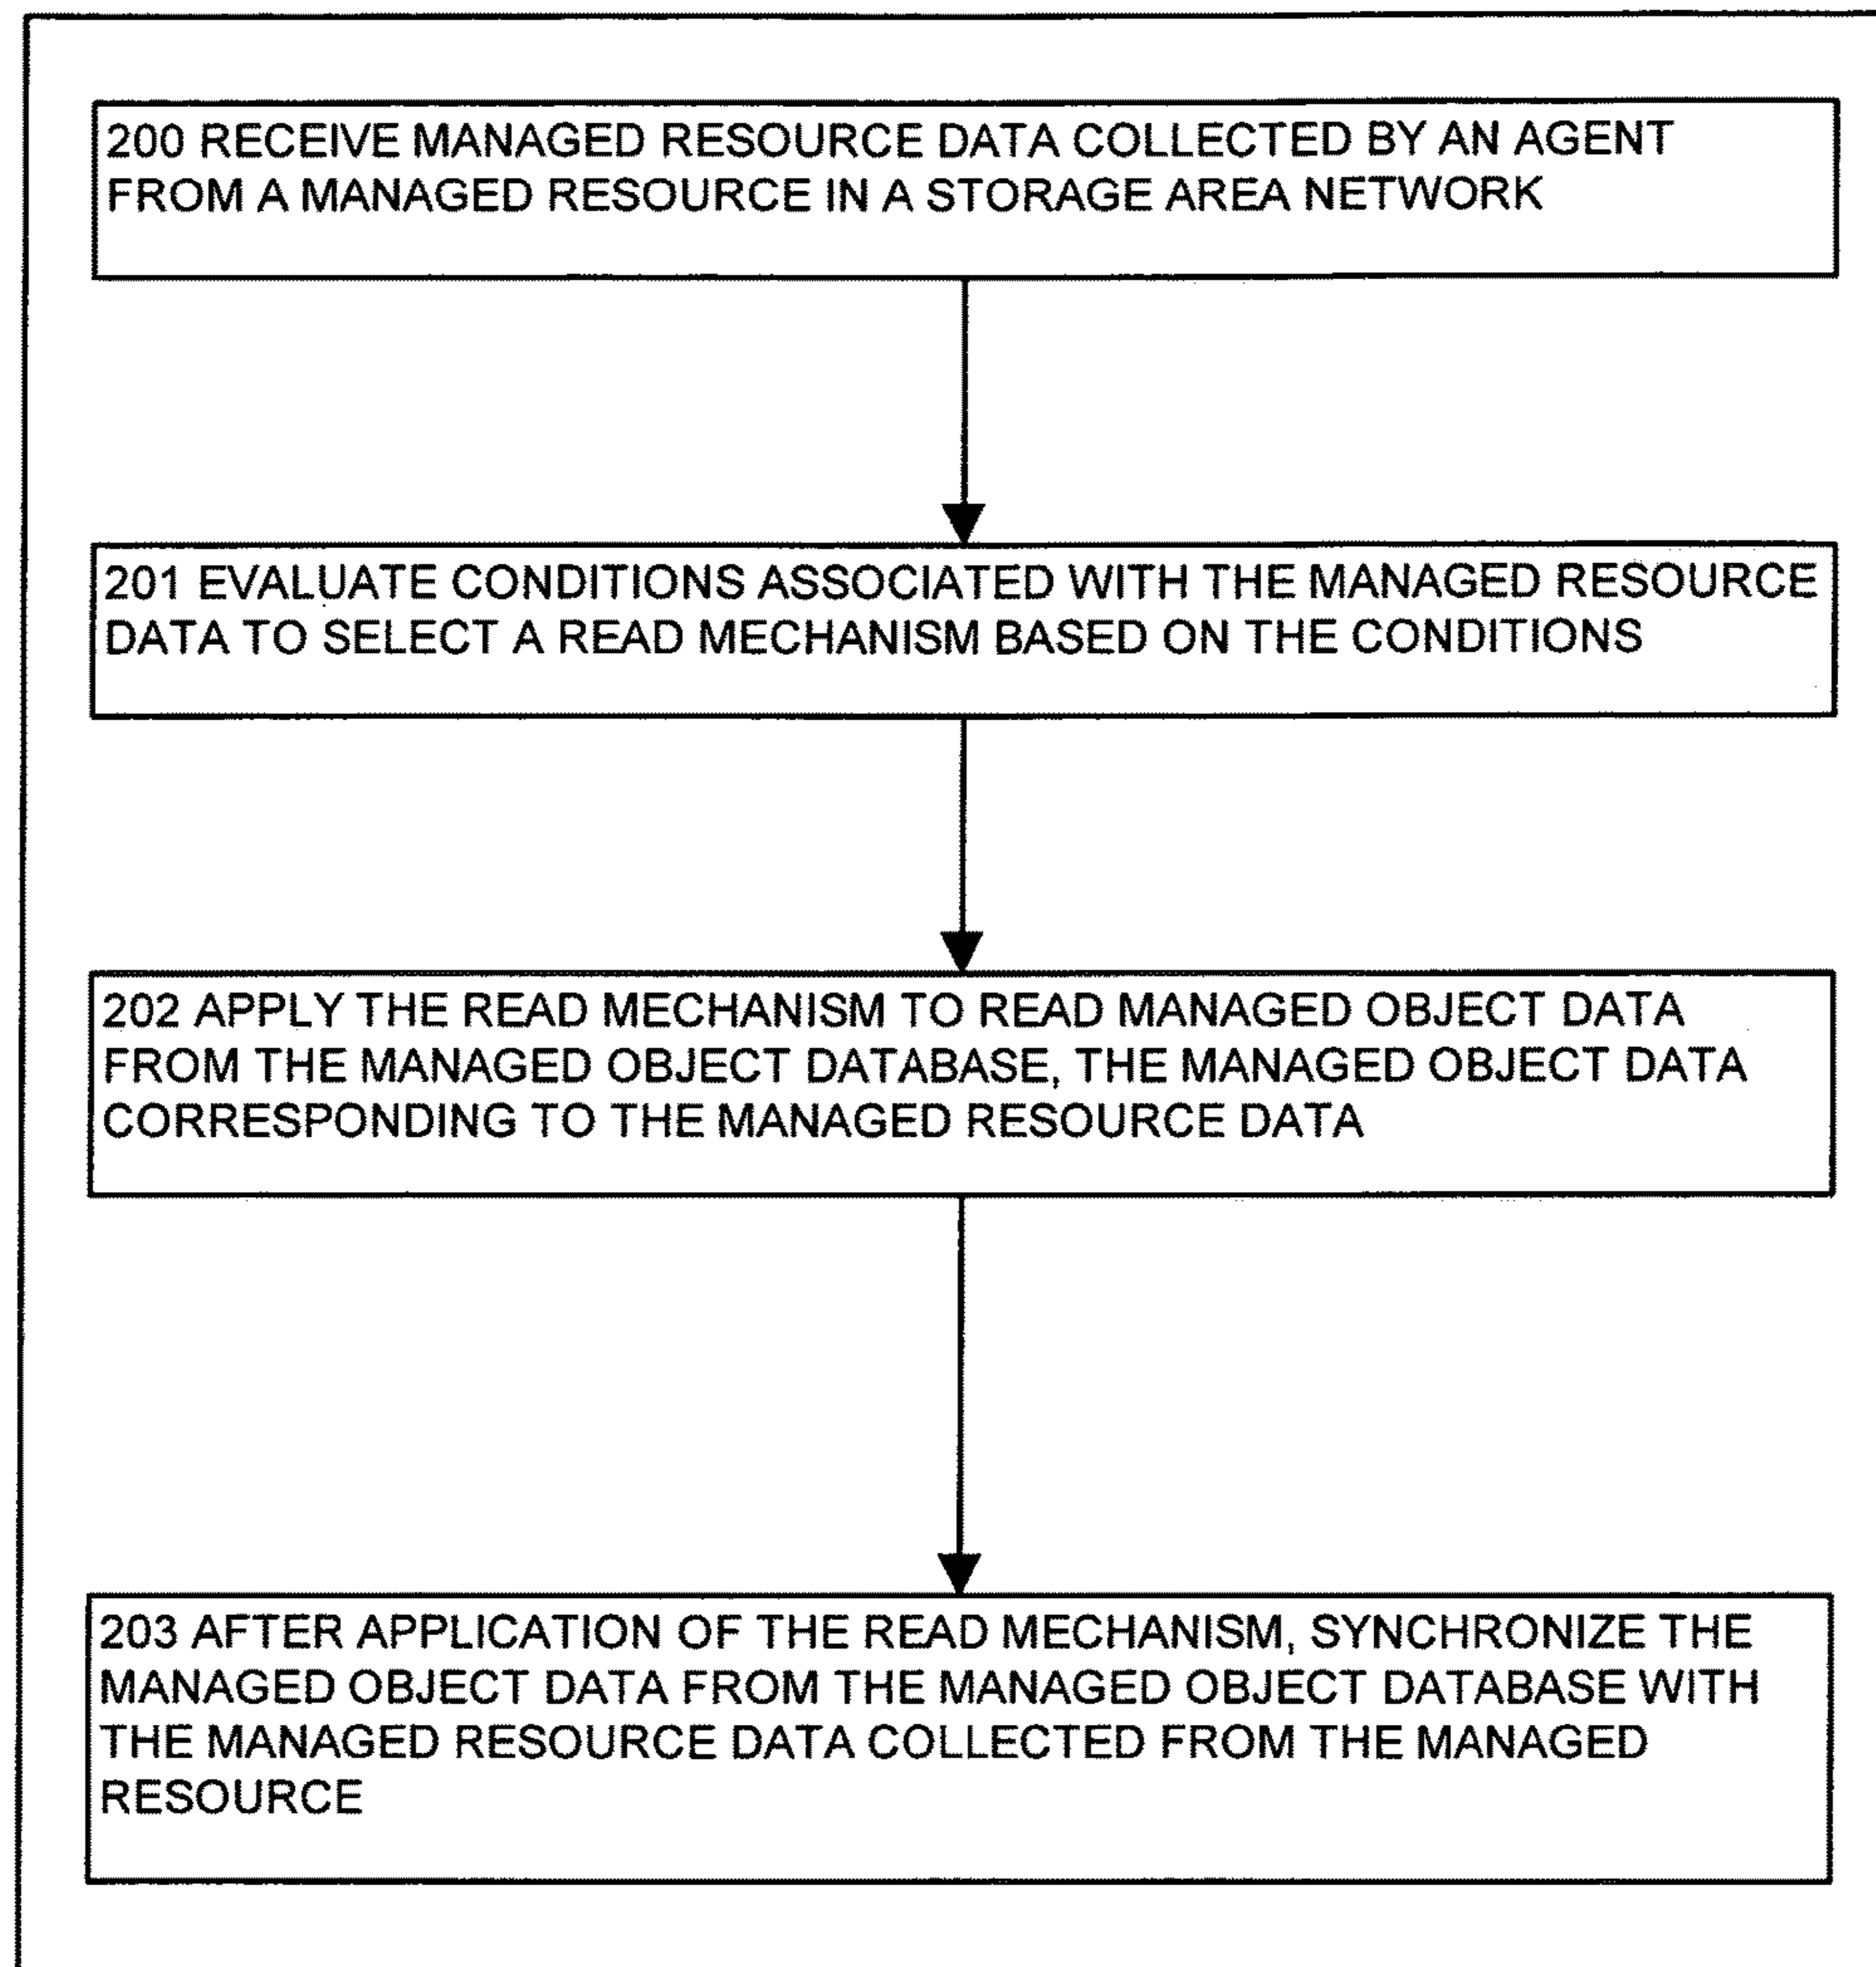 200 RECEIVE MANAGED RESOURCE DATA COLLECTED BY AN AGENT
FROM A MANAGED RESOURCE IN A STORAGE AREA NETWORK
201 EVALUATE CONDITIONS ASSOCIATED WITH THE MANAGED RESOURCE
DATA TO SELECT A READ MECHANISM BASED ON THE CONDITIONS
202 APPLY THE READ MECHANISM TO READ MANAGED OBJECT DATA
FROM THE MANAGED OBJECT DATABASE, THE MANAGED OBJECT DATA
CORRESPONDING TO THE MANAGED RESOURCE DATA
203 AFTER APPLICATION OF THE READ MECHANISM, SYNCHRONIZE THE
MANAGED OBJECT DATA FROM THE MANAGED OBJECT DATABASE WITH
THE MANAGED RESOURCE DATA COLLECTED FROM THE MANAGED
RESOURCE